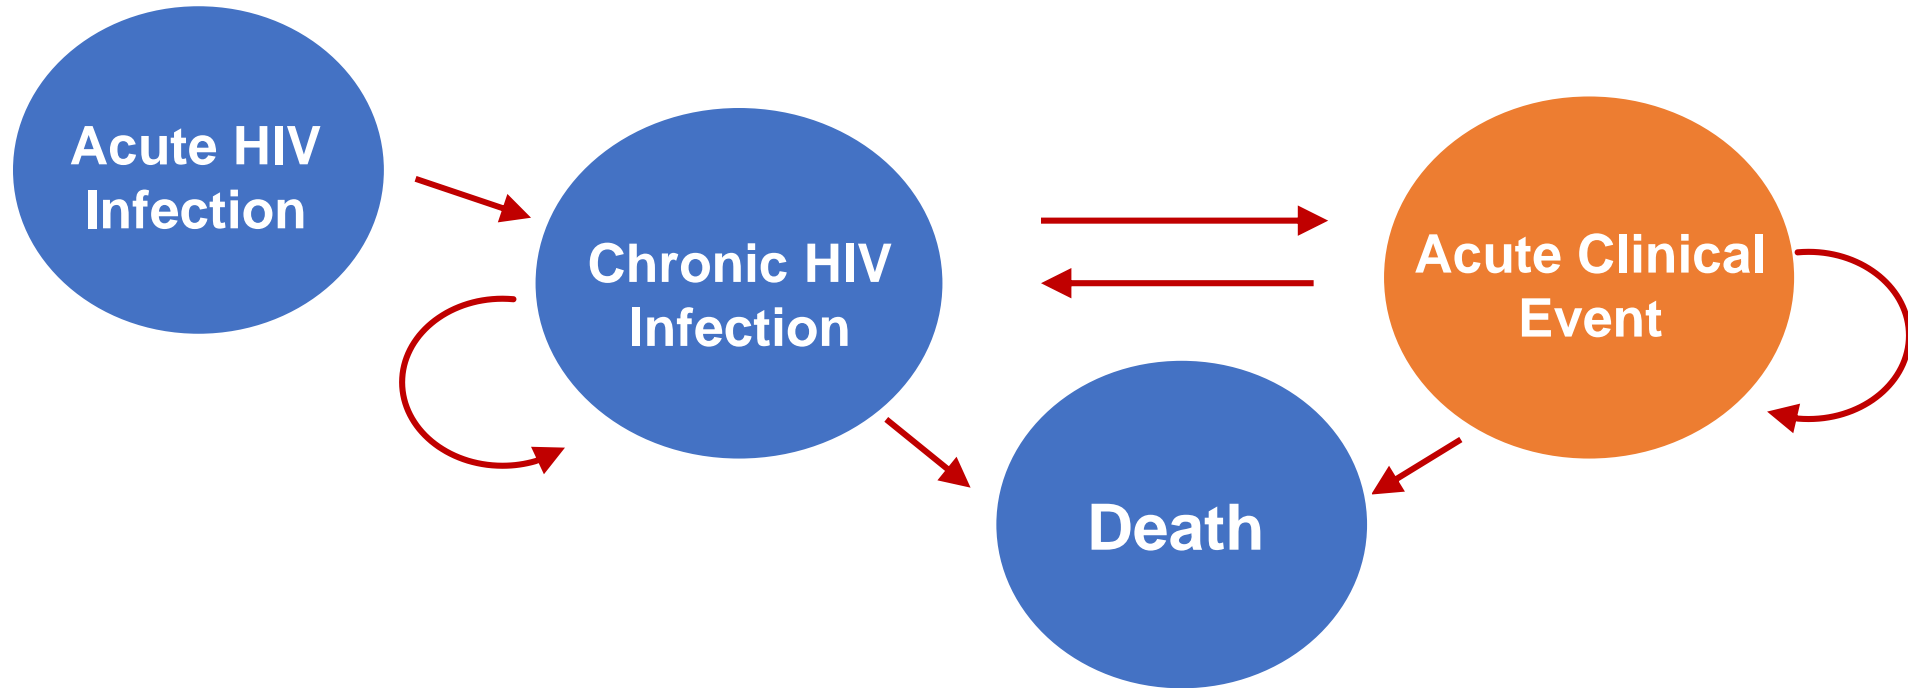 Acute HIV
Infection
Chronic HIV
Infection
Acute Clinical
Event
Death